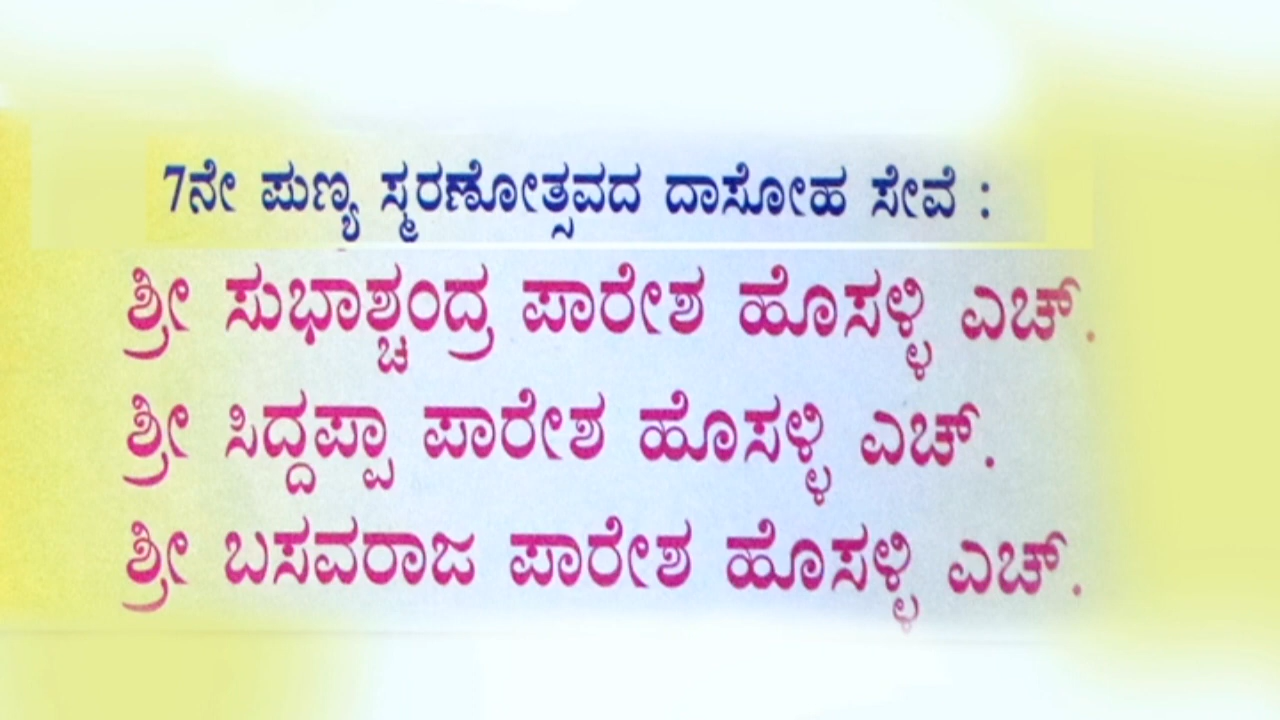 7ನೇ ಪುಣ್ಯ ಸ್ಮರಣೋತ್ಸವದ ದಾಸೋಹ ಸೇವೆ :
ಶ್ರೀ ಸುಭಾಶ್ಚಂದ್ರ ಪಾರೇಶ ಹೊಸಳ್ಳಿ ಎಚ್.
ಶ್ರೀ ಸಿದ್ದಪ್ಪಾ ಪಾರೇಶ ಹೊಸಳ್ಳಿ ಎಚ್.
ಶ್ರೀ ಬಸವರಾಜ ಪಾರೇಶ ಹೊಸಳ್ಳಿ ಎಚ್.